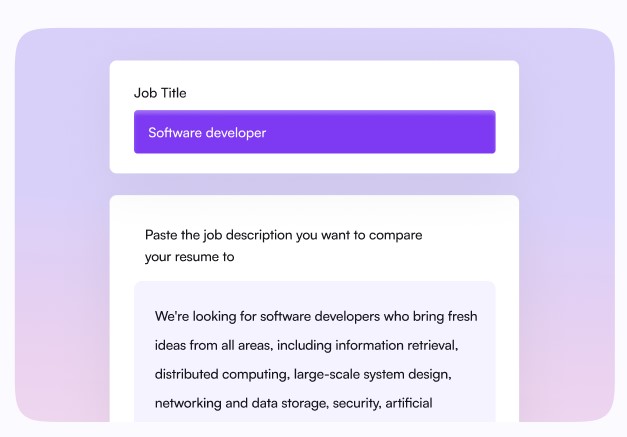 Job Title
Software developer
Paste the job description you want to compare
your resume to
We're looking for software developers who bring fresh
ideas from all areas, including information retrieval,
distributed computing, large-scale system design,
networking and data storage, security, artificial